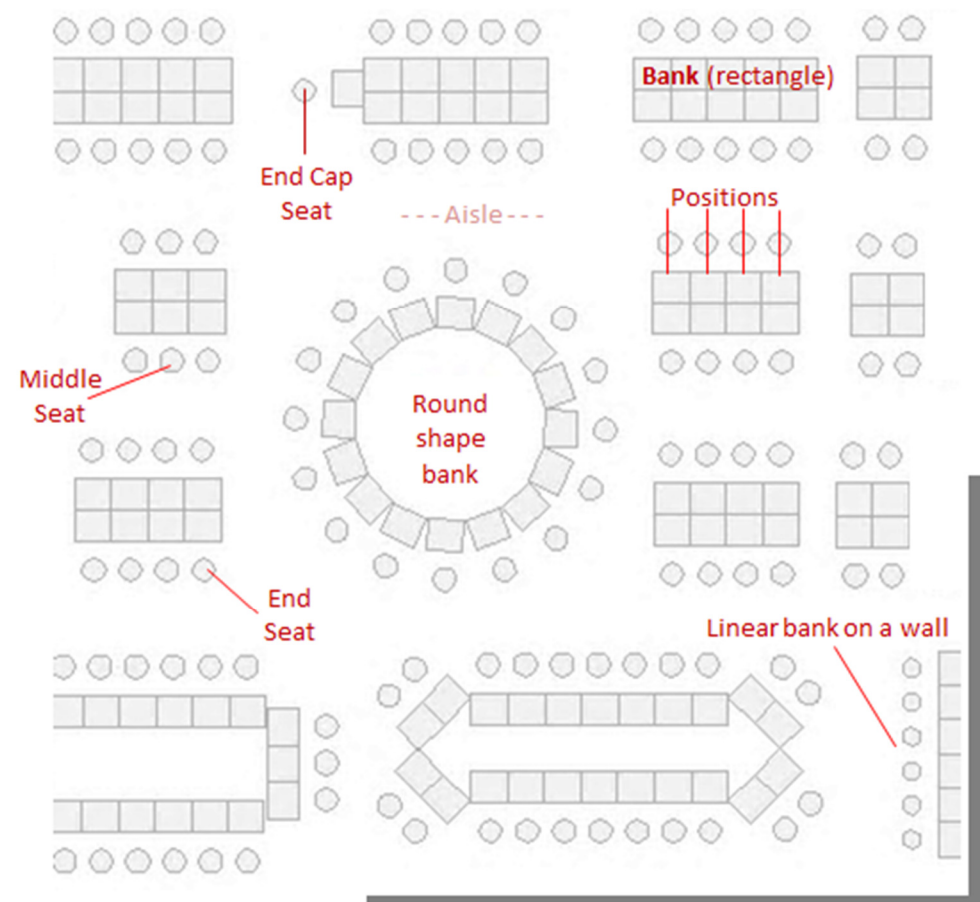 Bank (rectangle)
End Cap
Seat
Positions
- - - Aisle - - -
Middle
Seat
Round
shape
bank
End
Seat
Linear bank on a wall